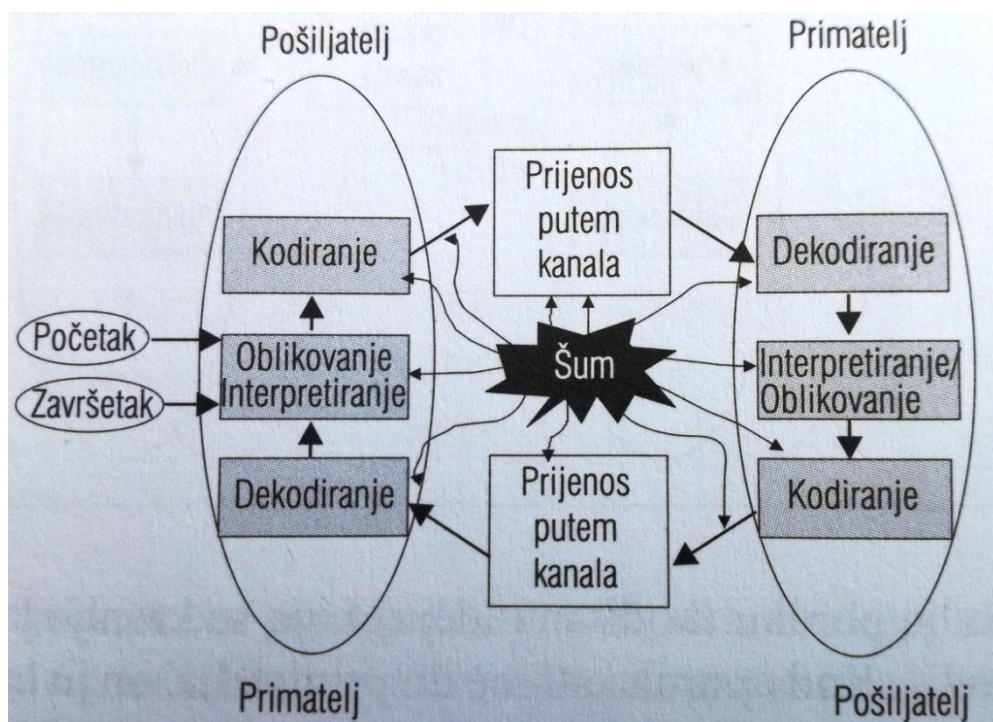 Pošiljatelj
Primatelj
Kodiranje
Prijenos
putem
kanala
Dekodiranje
Početak
Oblikovanje
Interpretiranje
Šum
Interpretiranje/
Oblikovanje
Završetak
Dekodiranje
Prijenos
putem
kanala
Kodiranje
Primatelj
Pošiljatelj